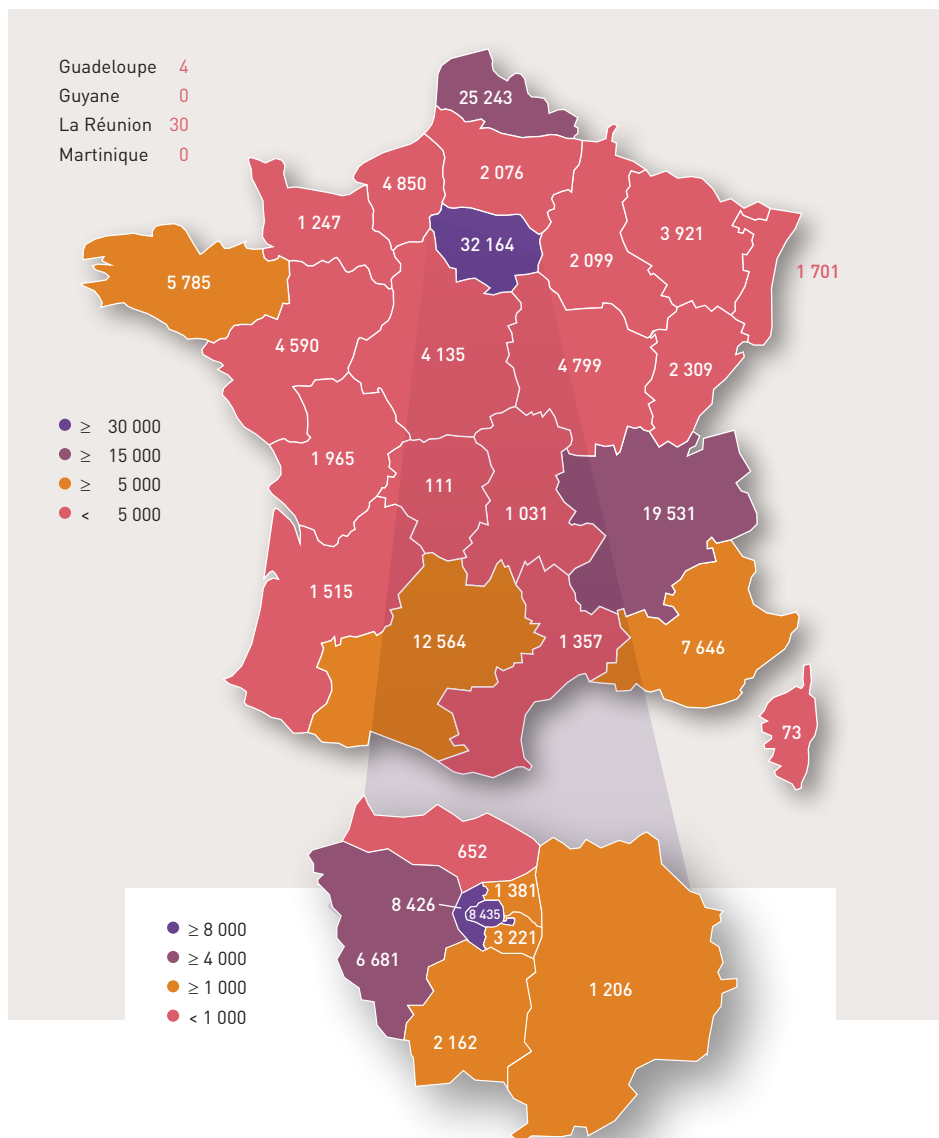 Guadeloupe 4
Guyane 0
La Réunion 30
Martinique 0
25 243
2 076
4 850
1 247
32 164
3 921
2 099
1 701
5 785
4 590
4 135
4 799
2 309
≥ 30 000
≥ 15 000
≥ 5 000
< 5 000
1 965
111
1 031
19 531
1 515
12 564
1 357
7 646
73
652
1 381
8 426
8 435
3 221
6 681
1 206
2 162
≥ 8 000
≥ 4 000
≥ 1 000
< 1 000